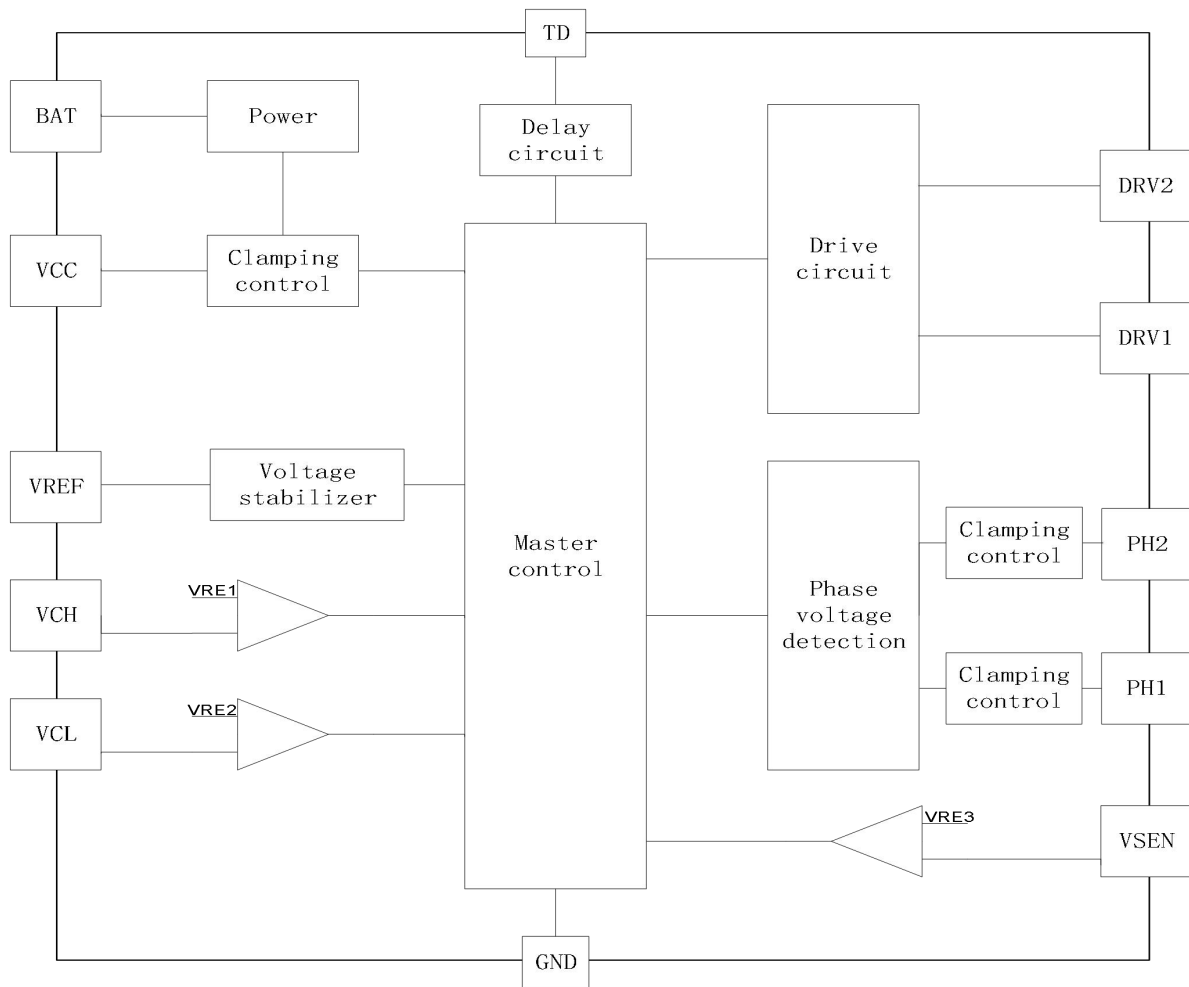 TD
BAT
Power
Delay
circuit
DRV2
VCC
Clamping
control
Drive
circuit
DRV1
VREF
Voltage
stabilizer
Master
control
Clamping
control
PH2
VCH
VRE1
Phase
voltage
detection
Clamping
control
PH1
VCL
VRE2
VRE3
VSEN
GND